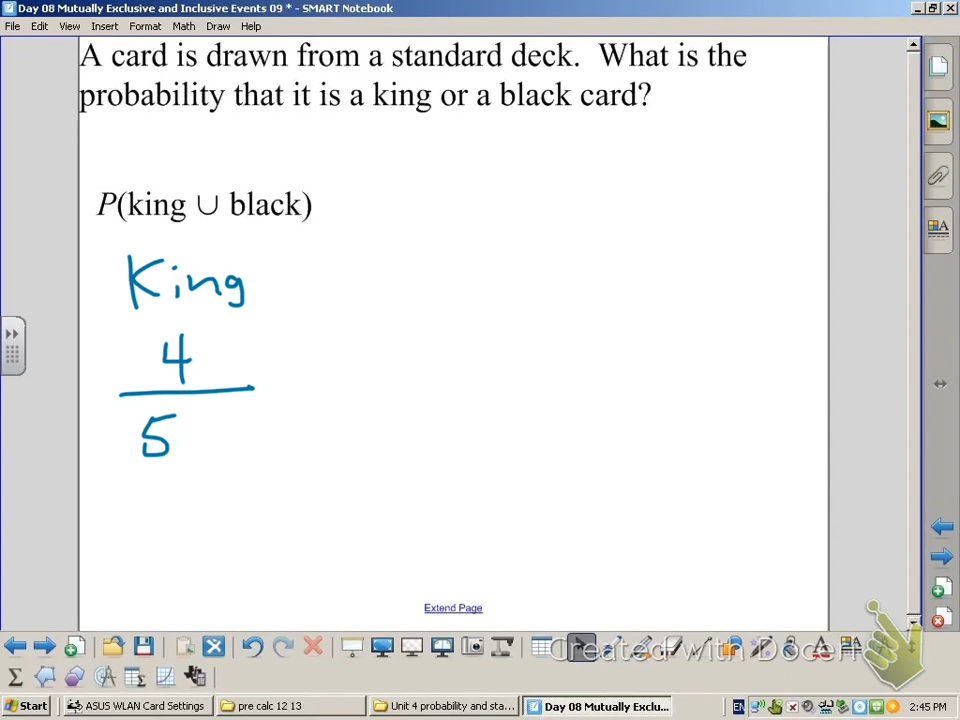 Day 08 Mutually Exclusive and Inclusive Events 09 * - SMART Notebook
File Edit View Insert Format Math Draw Help
A card is drawn from a standard deck. What is the
probability that it is a king or a black card?
P(king ∪ black)
King
4
5
Extend Page
Created with Doceri
Start
ASUS WLAN Card Settings
pre calc 12 13
Unit 4 probability and sta...
Day 08 Mutually Exclu...
EN
2:45 PM